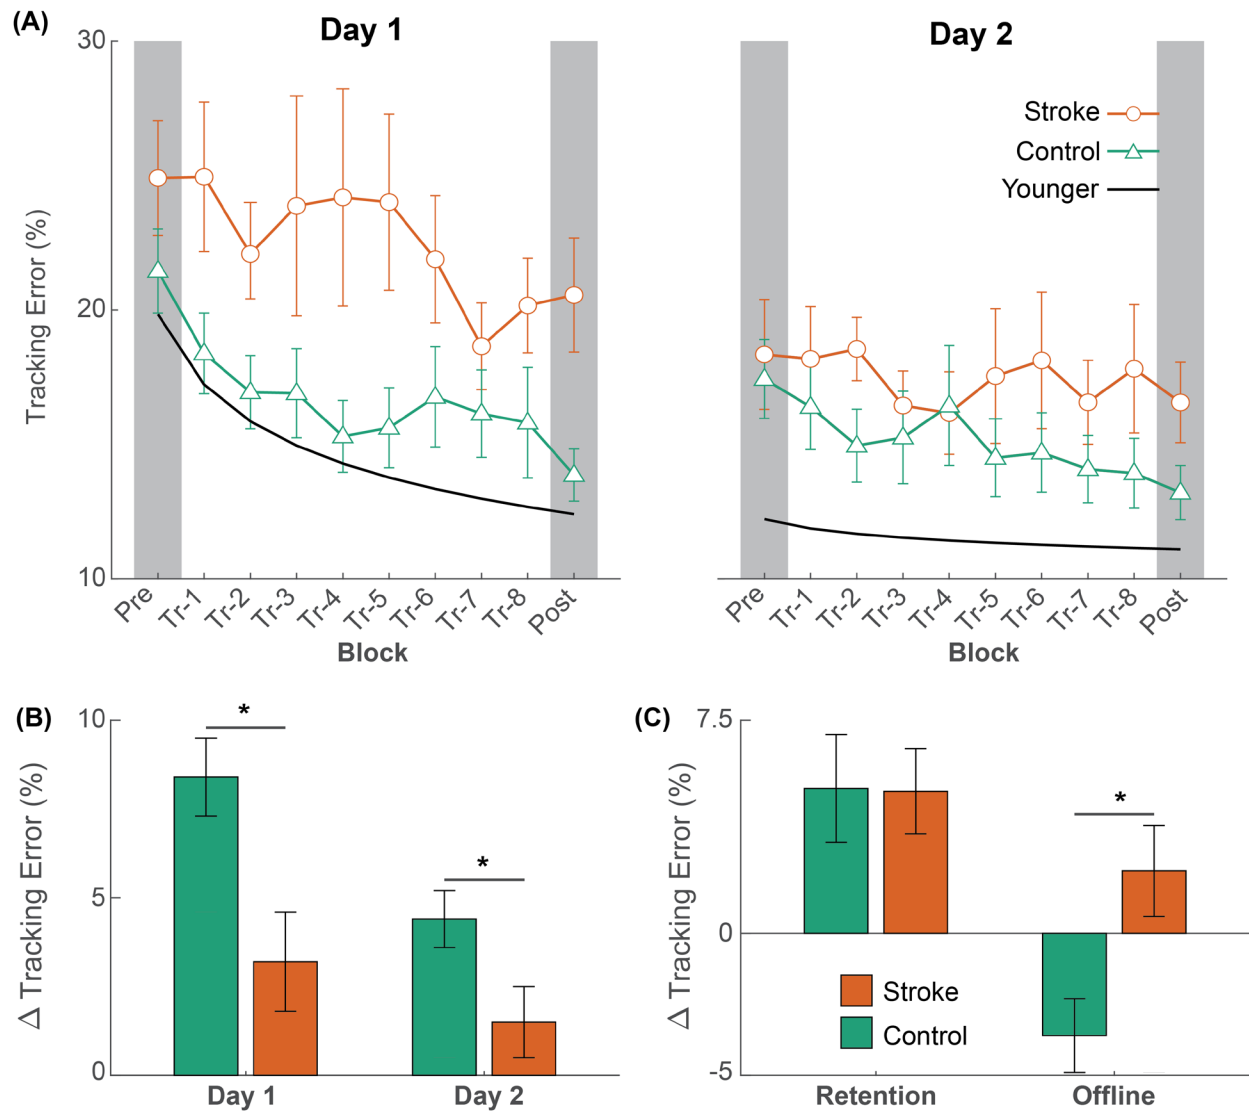 (A)
Day 1
Day 2
30
20
10
Tracking Error (%)
Stroke
Control
Younger
Pre Tr-1 Tr-2 Tr-3 Tr-4 Tr-5 Tr-6 Tr-7 Tr-8 Post
Block
Pre Tr-1 Tr-2 Tr-3 Tr-4 Tr-5 Tr-6 Tr-7 Tr-8 Post
Block
(B)
10
5
0
Δ Tracking Error (%)
*
*
Day 1 Day 2
(C)
7.5
0
-5
Δ Tracking Error (%)
*
Stroke
Control
Retention Offline